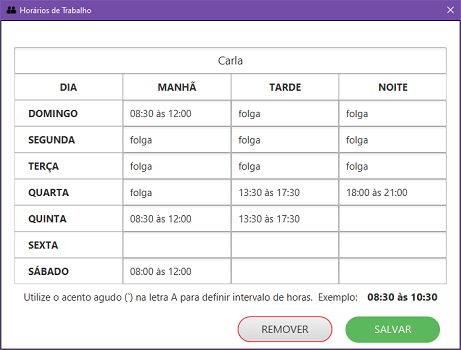 Horários de Trabalho
Carla
DIA MANHÃ TARDE NOITE
DOMINGO 08:30 às 12:00 folga folga
SEGUNDA folga folga folga
TERÇA folga folga folga
QUARTA folga 13:30 às 17:30 18:00 às 21:00
QUINTA 08:30 às 12:00 13:30 às 17:30
SEXTA
SÁBADO 08:00 às 12:00
Utilize o acento agudo (´) na letra A para definir intervalo de horas. Exemplo: 08:30 às 10:30
REMOVER SALVAR